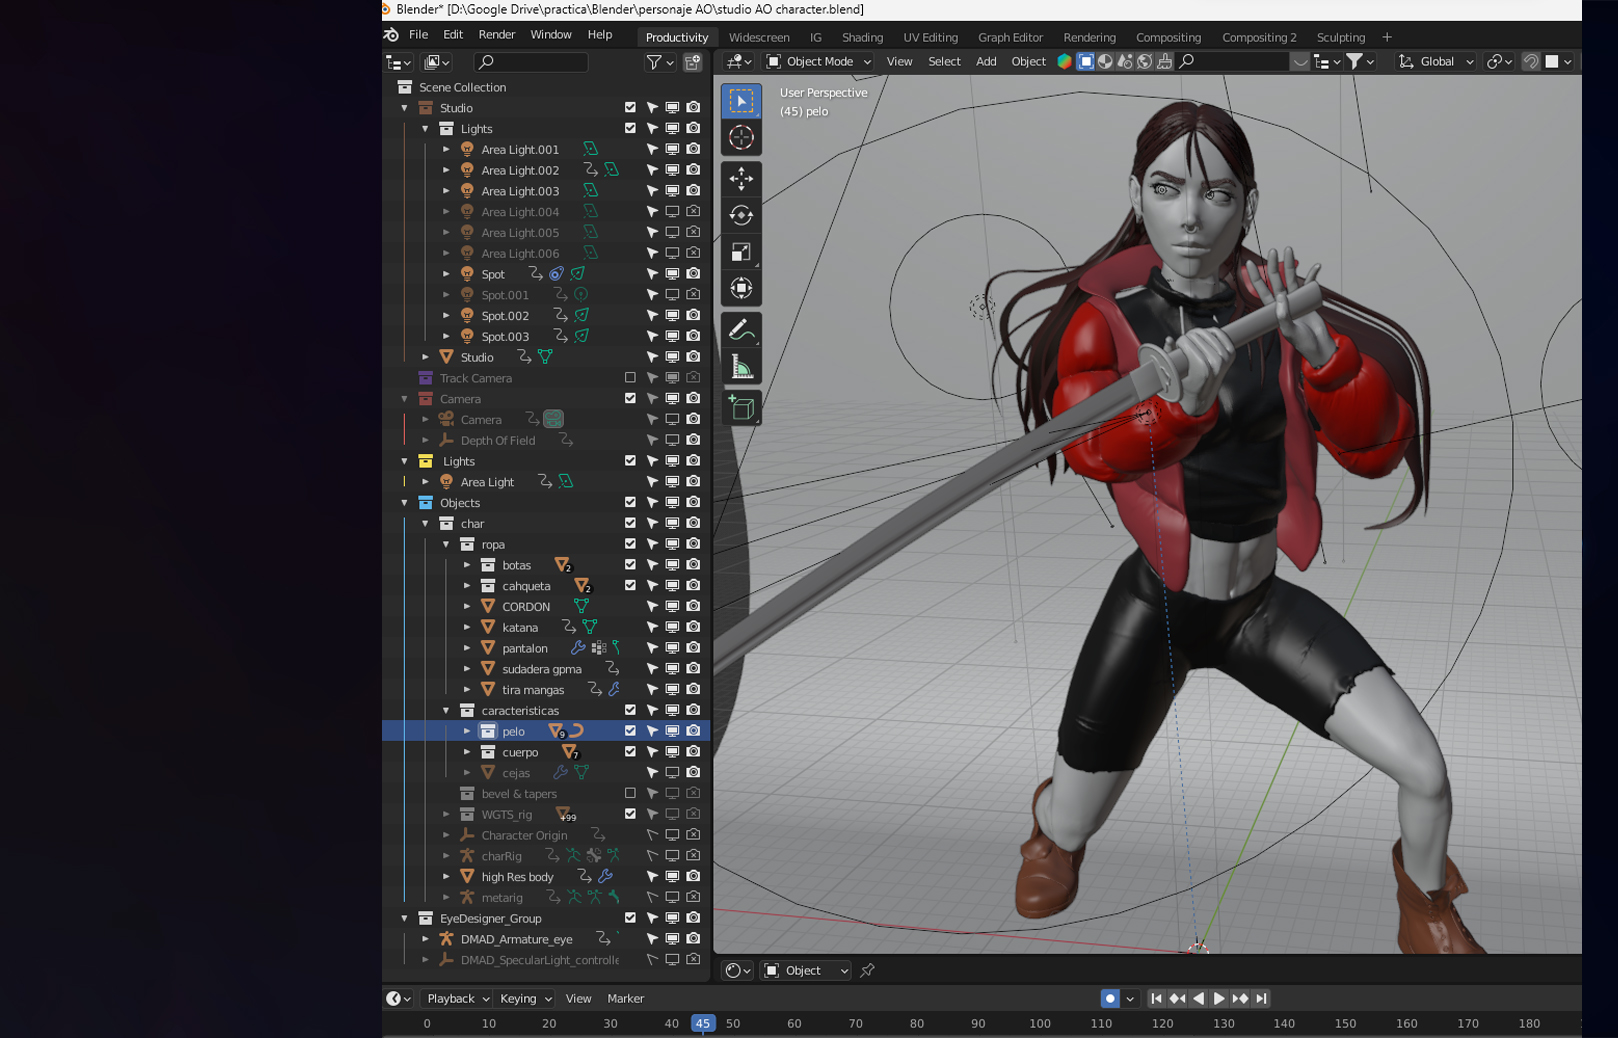 Blender* [D:\Google Drive\practica\Blender\personaje AO\studio AO character.blend]
File Edit Render Window Help Productivity Widescreen IG Shading UV Editing Graph Editor Rendering Compositing Compositing 2 Sculpting +
Object Mode View Select Add Object Global
Scene Collection
Studio
Lights
Area Light.001
Area Light.002
Area Light.003
Area Light.004
Area Light.005
Area Light.006
Spot
Spot.001
Spot.002
Spot.003
Studio
Track Camera
Camera
Camera
Depth Of Field
Lights
Area Light
Objects
char
ropa
botas 2
cahqueta 2
CORDON
katana
pantalon
sudadera gpma
tira mangas
caracteristicas
pelo 9
cuerpo 7
cejas
bevel & tapers
WGTS_rig +99
Character Origin
charRig
high Res body
metarig
EyeDesigner_Group
DMAD_Armature_eye
DMAD_SpecularLight_controlle
User Perspective
(45) pelo
Object
Playback Keying View Marker
0 10 20 30 40 45 50 60 70 80 90 100 110 120 130 140 150 160 170 180